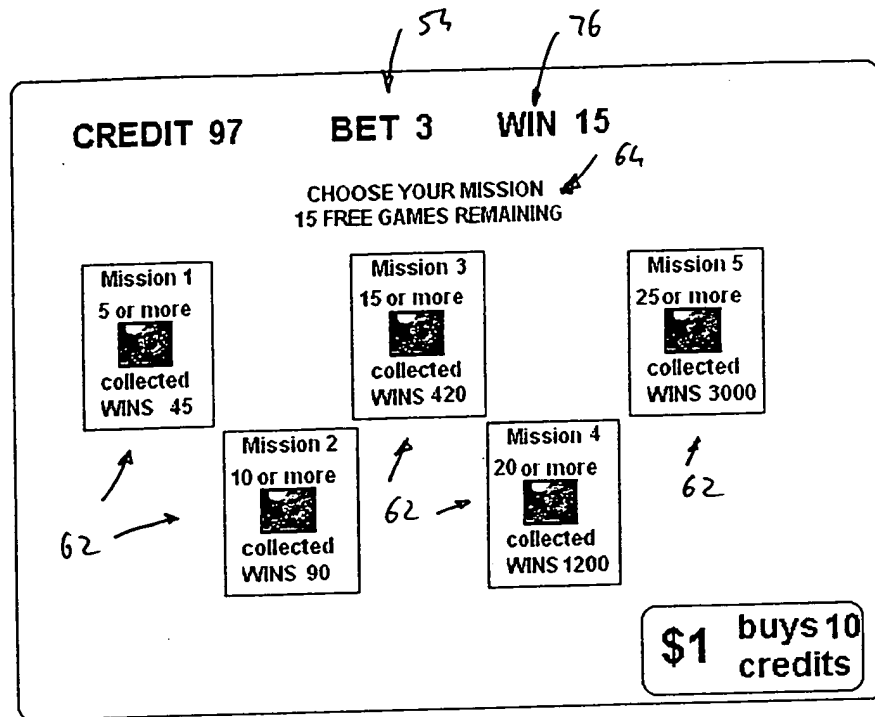 54
76
CREDIT 97 BET 3 WIN 15
64
CHOOSE YOUR MISSION
15 FREE GAMES REMAINING
Mission 1
5 or more
collected
WINS 45
Mission 3
15 or more
collected
WINS 420
Mission 5
25 or more
collected
WINS 3000
Mission 2
10 or more
collected
WINS 90
Mission 4
20 or more
collected
WINS 1200
62
62
62
$1 buys 10
credits